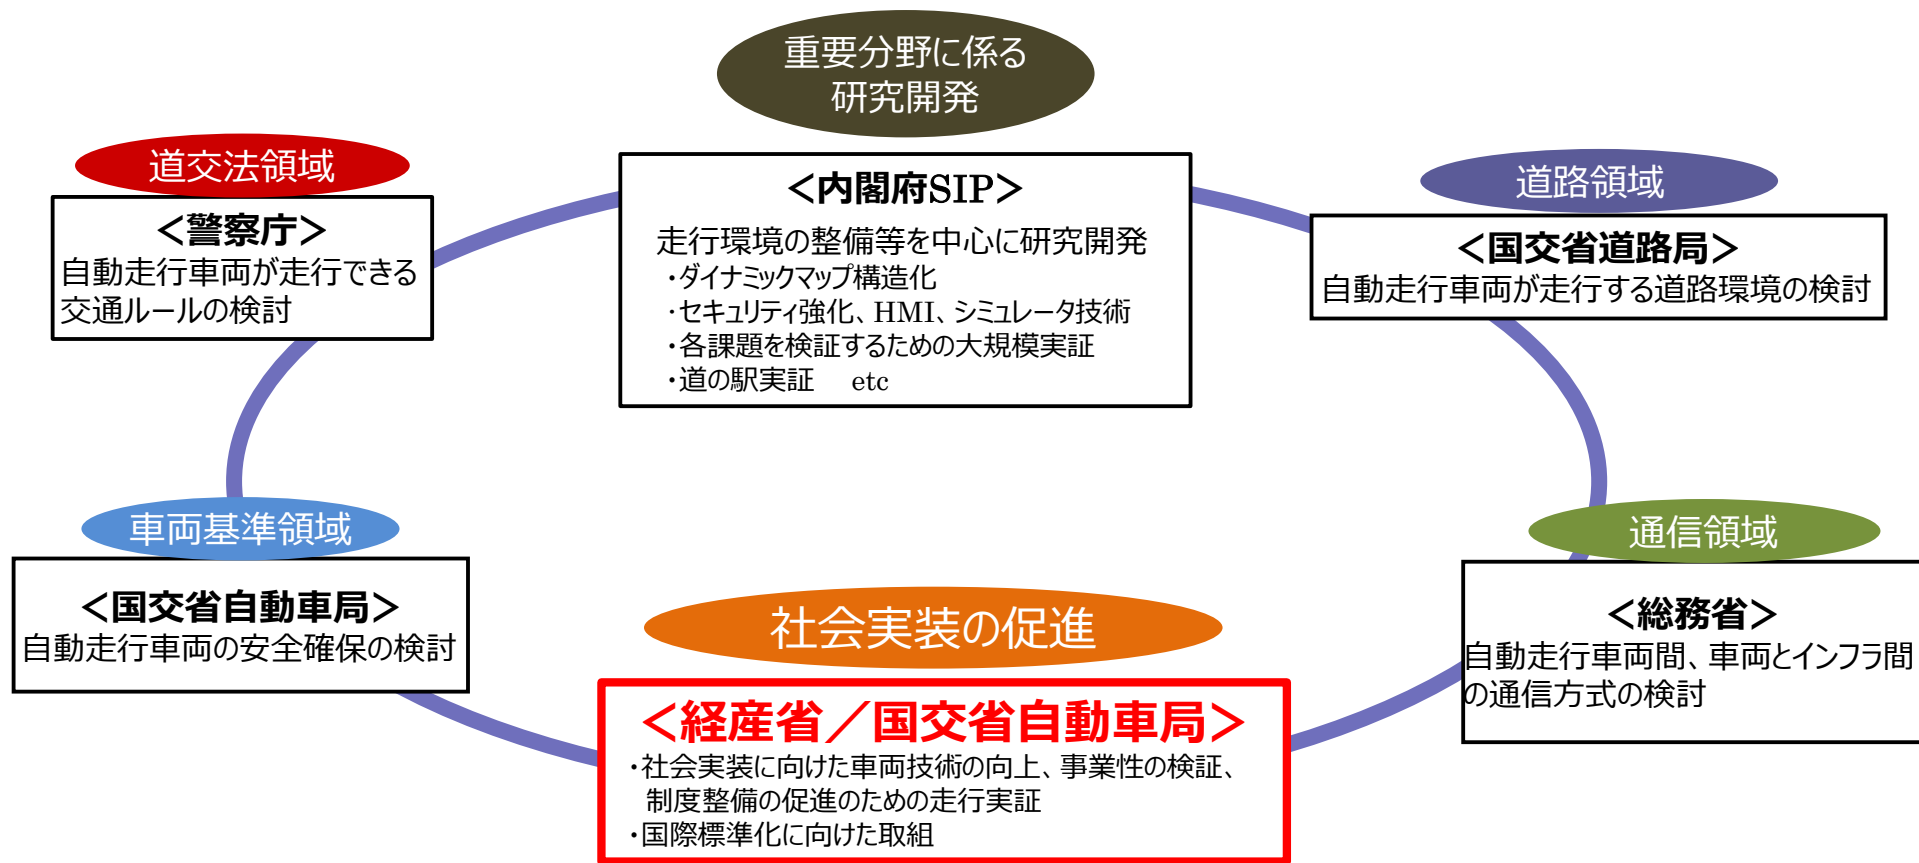 重要分野に係る
研究開発
<内閣府SIP>
走行環境の整備等を中心に研究開発
・ダイナミックマップ構造化
・セキュリティ強化、HMI、シミュレータ技術
・各課題を検証するための大規模実証
・道の駅実証　etc
道交法領域
<警察庁>
自動走行車両が走行できる
交通ルールの検討
道路領域
<国交省道路局>
自動走行車両が走行する道路環境の検討
車両基準領域
<国交省自動車局>
自動走行車両の安全確保の検討
通信領域
<総務省>
自動走行車両間、車両とインフラ間
の通信方式の検討
社会実装の促進
<経産省／国交省自動車局>
・社会実装に向けた車両技術の向上、事業性の検証、
制度整備の促進のための走行実証
・国際標準化に向けた取組